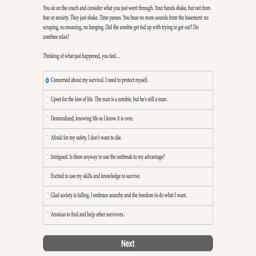 You sit on the couch and consider what you just went through. Your hands shake, but not from
fear or anxiety. They just shake. Time passes. You hear no more sounds from the basement: no
scraping, no moaning, no banging. Did the zombie get fed up with trying to get out? Do
zombies relax?
Thinking of what just happened, you feel...
Concerned about my survival. I need to protect myself.
Upset for the loss of life. The man is a zombie, but he's still a man.
Demoralized, knowing life as I know it is over.
Afraid for my safety. I don't want to die.
Intrigued. Is there anyway to use the outbreak to my advantage?
Excited to use my skills and knowledge to survive.
Glad society is falling. I embrace anarchy and the freedom to do what I want.
Anxious to find and help other survivors.
Next